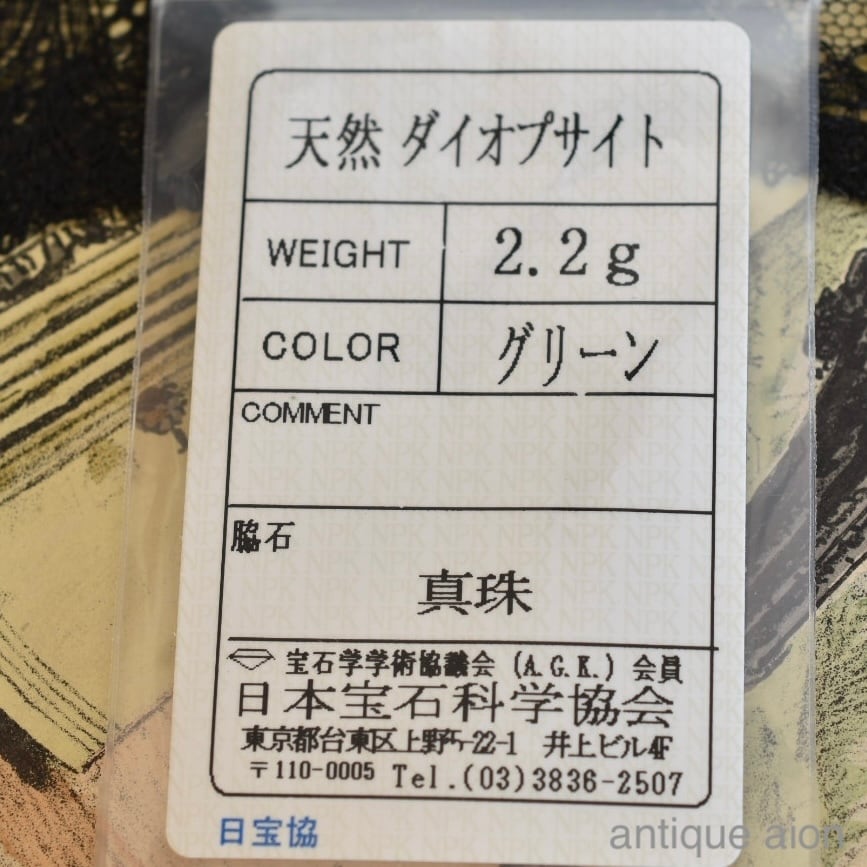 天然 ダイオプサイト
WEIGHT 2.2g
COLOR グリーン
COMMENT
脇石
真珠
宝石学学術協議会 (A.G.K.) 会員
日本宝石科学協会
東京都台東区上野5-22-1 井上ビル4F
〒110-0005 Tel.(03)3836-2507
日宝協
antique aion